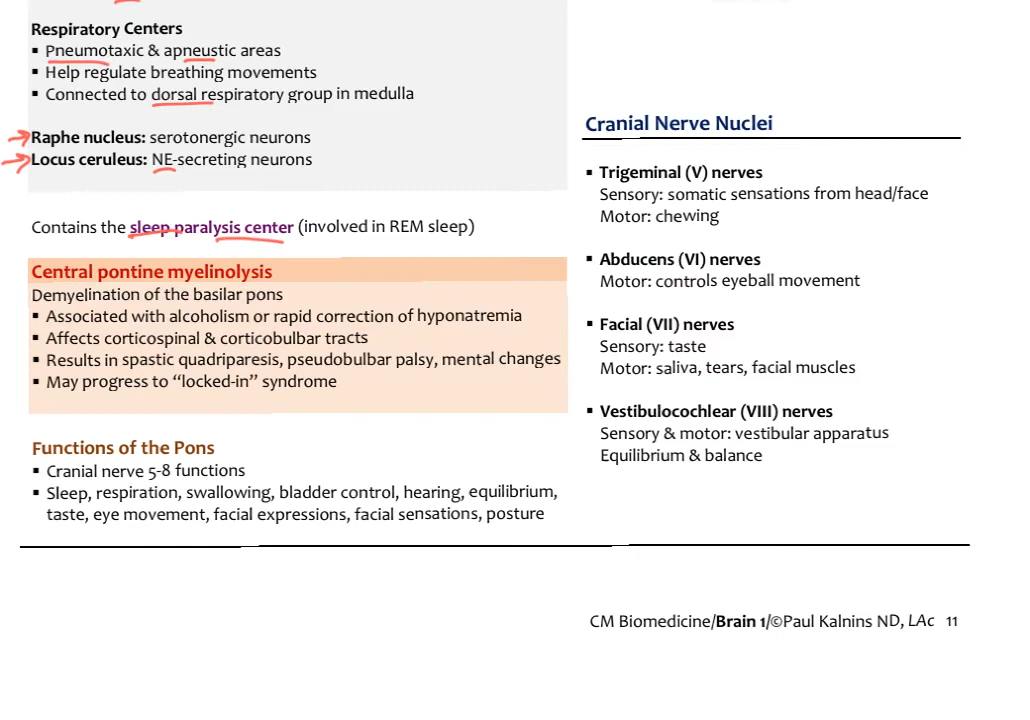 Respiratory Centers
▪ Pneumotaxic & apneustic areas
▪ Help regulate breathing movements
▪ Connected to dorsal respiratory group in medulla
Raphe nucleus: serotonergic neurons
Locus ceruleus: NE-secreting neurons
Contains the sleep paralysis center (involved in REM sleep)
Central pontine myelinolysis
Demyelination of the basilar pons
▪ Associated with alcoholism or rapid correction of hyponatremia
▪ Affects corticospinal & corticobulbar tracts
▪ Results in spastic quadriparesis, pseudobulbar palsy, mental changes
▪ May progress to “locked-in” syndrome
Functions of the Pons
▪ Cranial nerve 5-8 functions
▪ Sleep, respiration, swallowing, bladder control, hearing, equilibrium,
taste, eye movement, facial expressions, facial sensations, posture
Cranial Nerve Nuclei
▪ Trigeminal (V) nerves
Sensory: somatic sensations from head/face
Motor: chewing
▪ Abducens (VI) nerves
Motor: controls eyeball movement
▪ Facial (VII) nerves
Sensory: taste
Motor: saliva, tears, facial muscles
▪ Vestibulocochlear (VIII) nerves
Sensory & motor: vestibular apparatus
Equilibrium & balance
CM Biomedicine/Brain 1/©Paul Kalnins ND, LAc 11